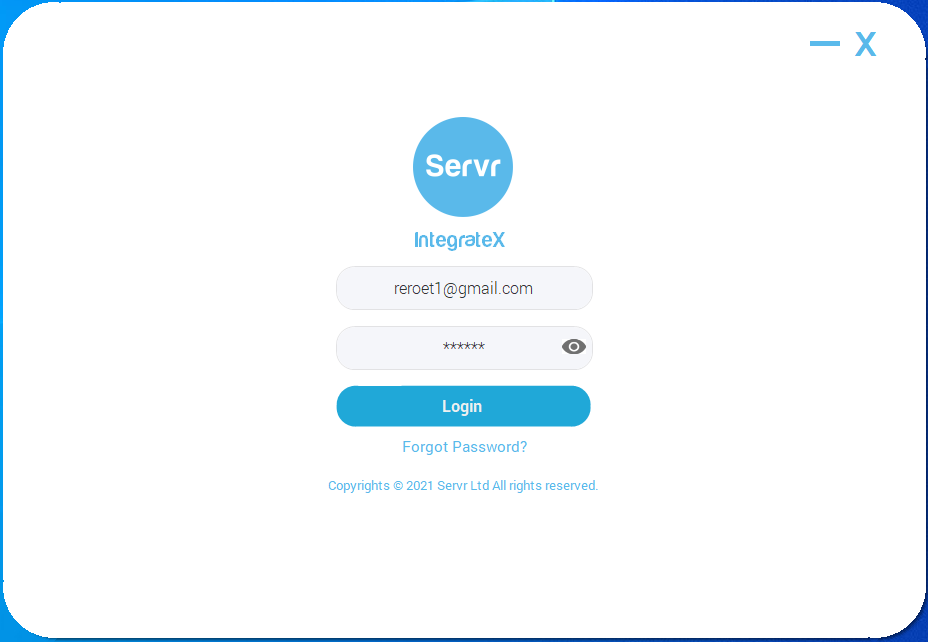 X
Servr
IntegrateX
reroet1@gmail.com
******
Login
Forgot Password?
Copyrights © 2021 Servr Ltd All rights reserved.